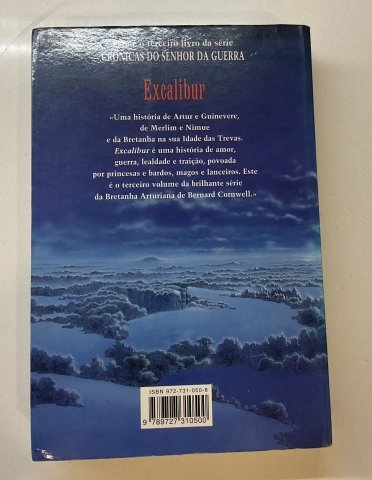 é o terceiro livro da série
CRÓNICAS DO SENHOR DA GUERRA
Excalibur
«Uma história de Artur e Guinevere,
de Merlim e Nimue
e da Bretanha na sua Idade das Trevas.
Excalibur é uma história de amor,
guerra, lealdade e traição, povoada
por princesas e bardos, magos e lanceiros. Este
é o terceiro volume da brilhante série
da Bretanha Arturiana de Bernard Cornwell.»
ISBN 972-731-050-8
9 789727 310500